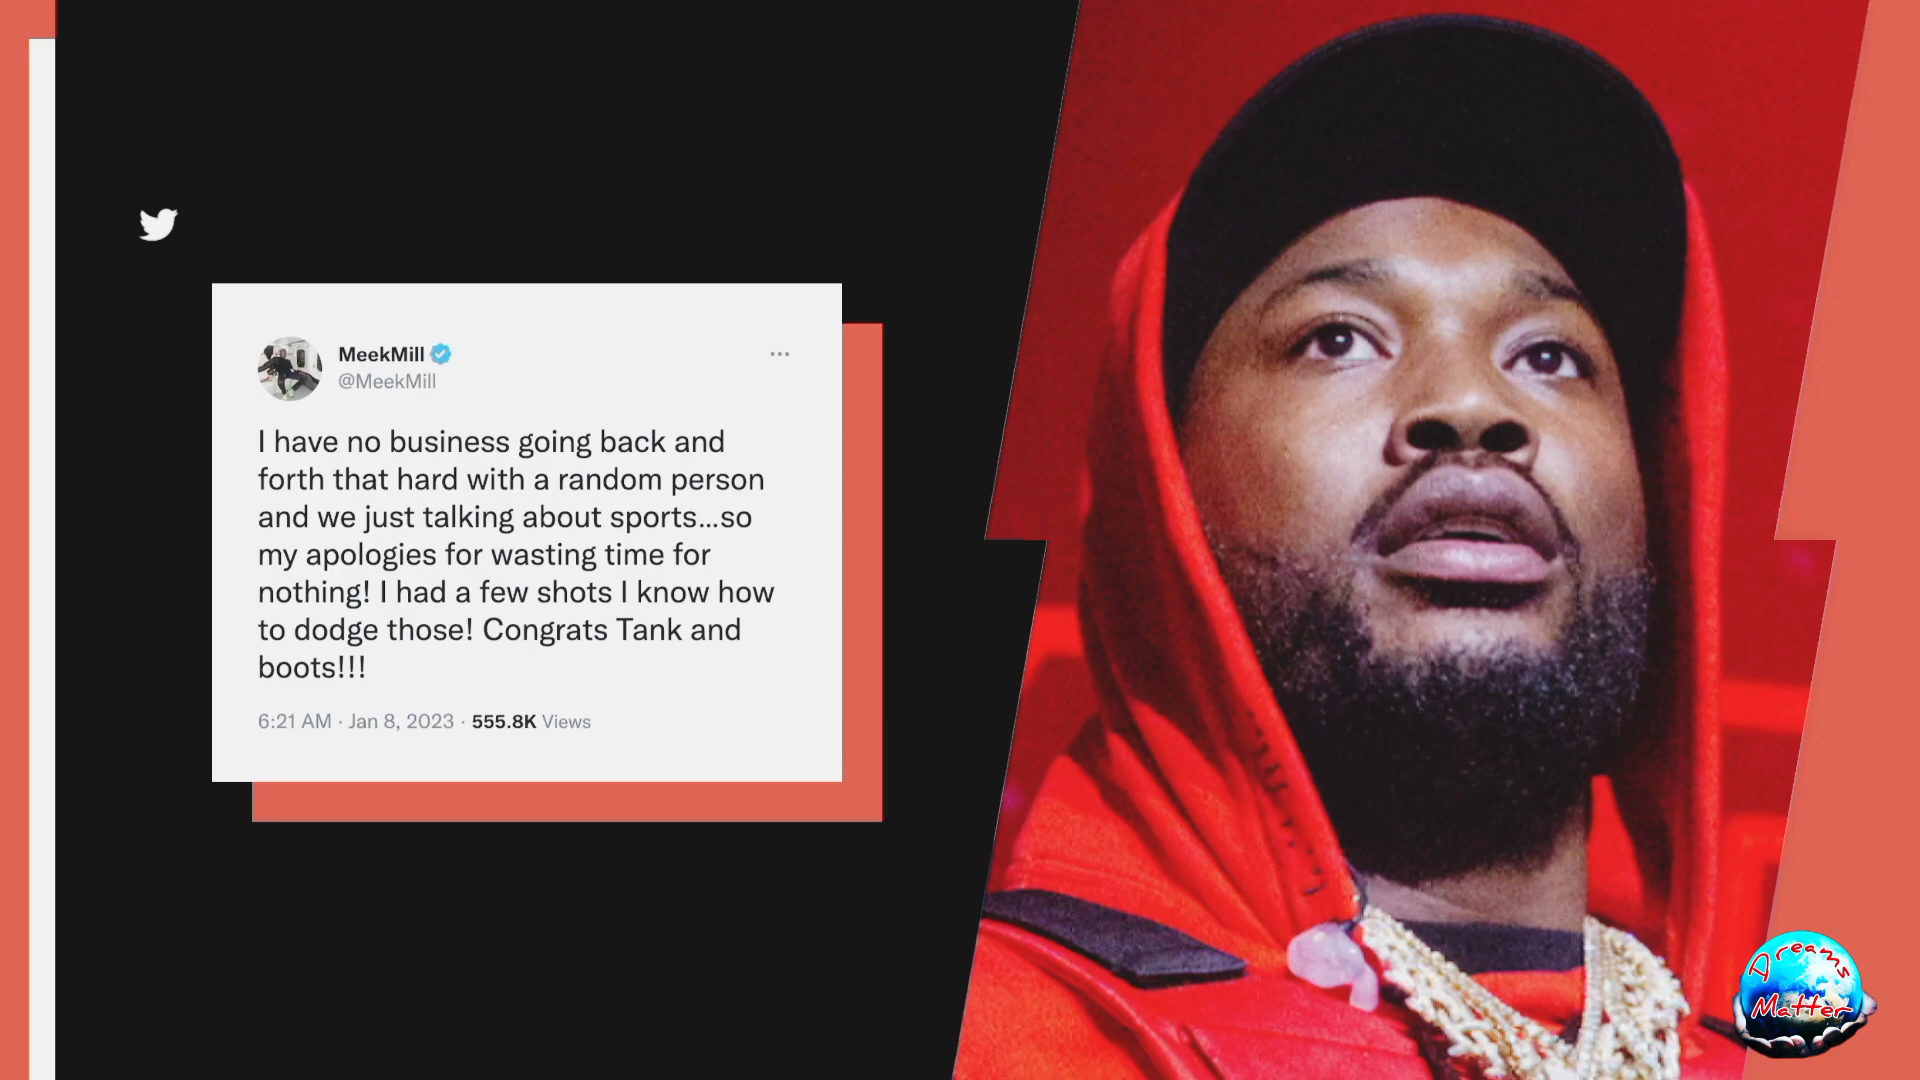 MeekMill
@MeekMill
I have no business going back and
forth that hard with a random person
and we just talking about sports...so
my apologies for wasting time for
nothing! I had a few shots I know how
to dodge those! Congrats Tank and
boots!!!
6:21 AM · Jan 8, 2023 · 555.8K Views
Dreams
Matter